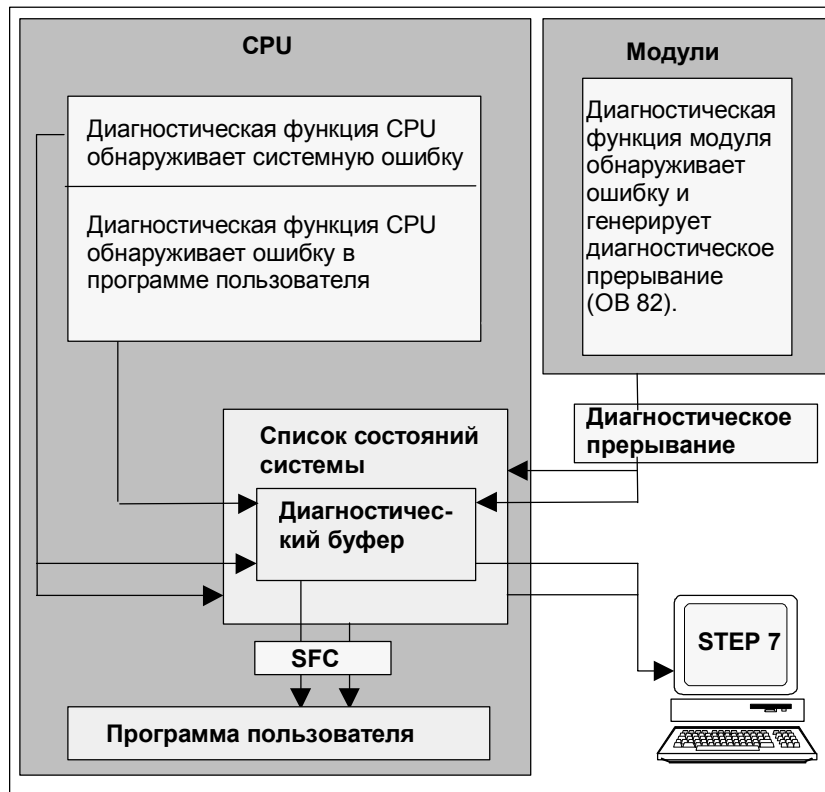 CPU
Диагностическая функция CPU
обнаруживает системную ошибку
Диагностическая функция CPU
обнаруживает ошибку в
программе пользователя
Модули
Диагностическая
функция модуля
обнаруживает
ошибку и
генерирует
диагностическое
прерывание
(OB 82).
Диагностическое
прерывание
Список состояний
системы
Диагностичес-
кий буфер
SFC
Программа пользователя
STEP 7